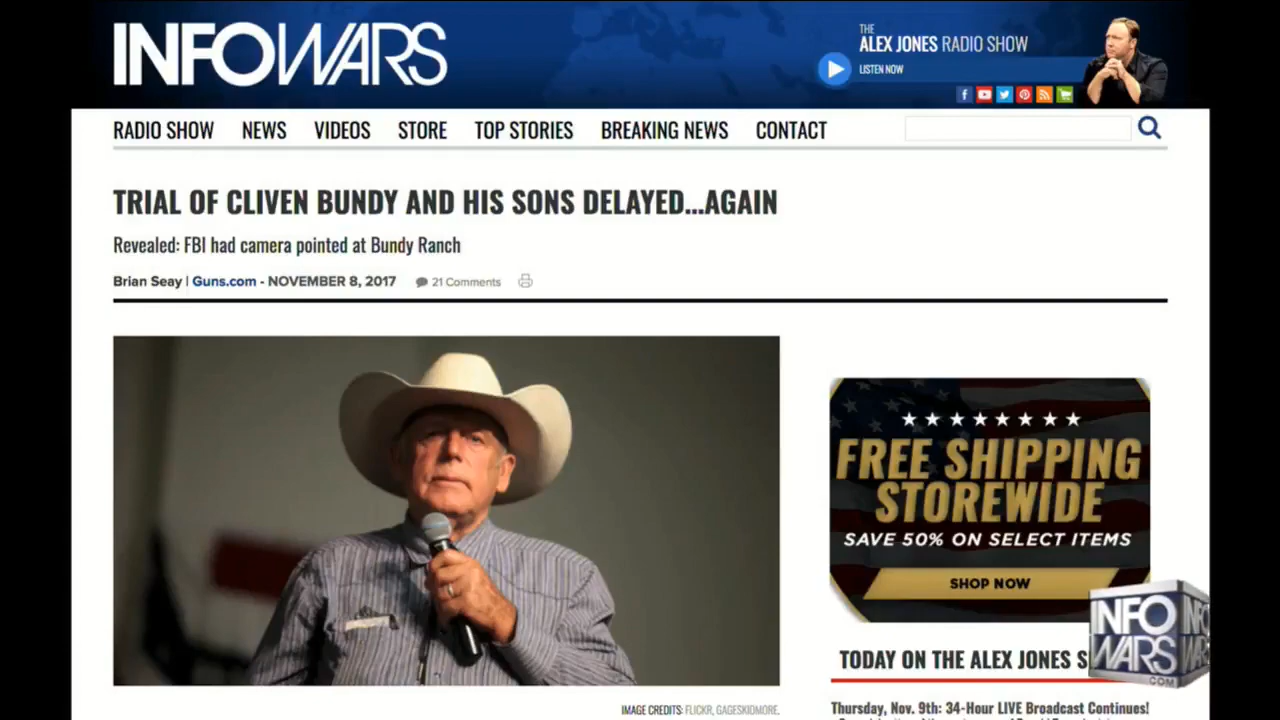 INFOWARS
THE
ALEX JONES RADIO SHOW
LISTEN NOW
RADIO SHOW NEWS VIDEOS STORE TOP STORIES BREAKING NEWS CONTACT
TRIAL OF CLIVEN BUNDY AND HIS SONS DELAYED...AGAIN
Revealed: FBI had camera pointed at Bundy Ranch
Brian Seay | Guns.com - NOVEMBER 8, 2017 21 Comments
FREE SHIPPING
STOREWIDE
SAVE 50% ON SELECT ITEMS
SHOP NOW
INFO
WARS
.COM
TODAY ON THE ALEX JONES S
IMAGE CREDITS: FLICKR, GAGESKIDMORE.
Thursday, Nov. 9th: 34-Hour LIVE Broadcast Continues!